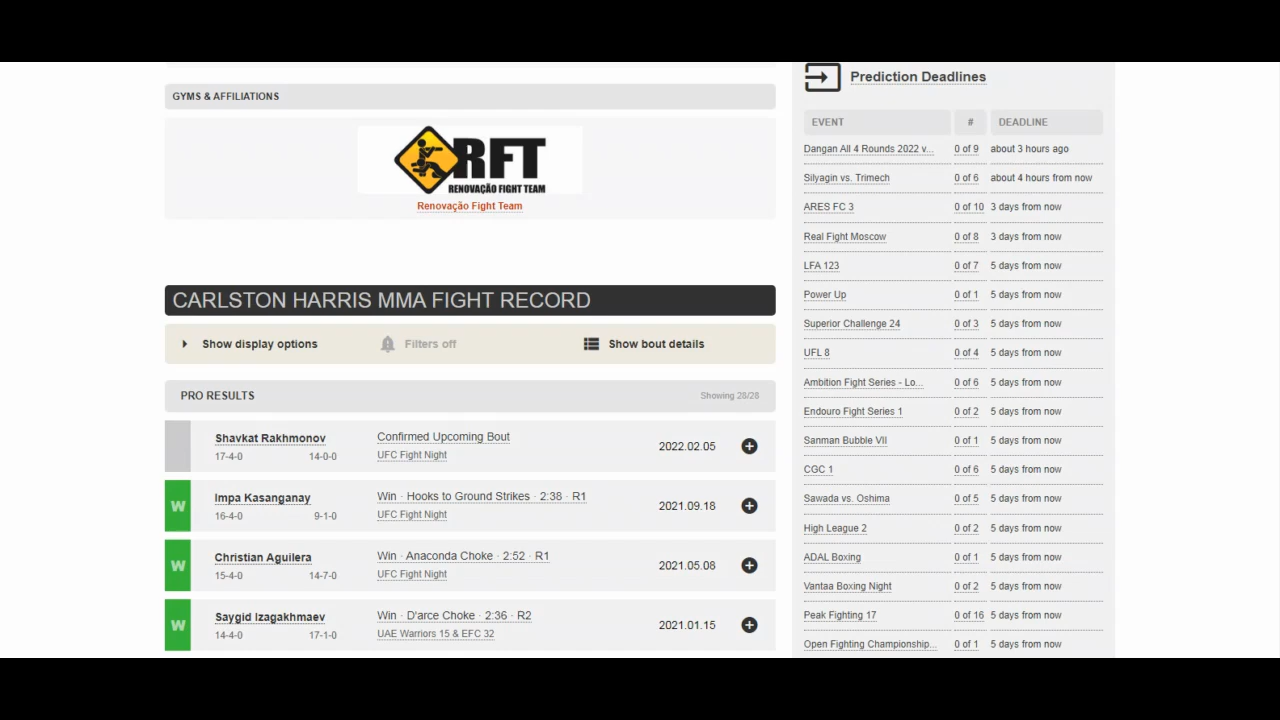 GYMS & AFFILIATIONS
RFT
RENOVAÇÃO FIGHT TEAM
Renovação Fight Team
CARLSTON HARRIS MMA FIGHT RECORD
Show display options
Filters off
Show bout details
PRO RESULTS
Showing 28/28
Shavkat Rakhmonov
17-4-0 14-0-0
Confirmed Upcoming Bout
UFC Fight Night
2022.02.05
W
Impa Kasanganay
16-4-0 9-1-0
Win · Hooks to Ground Strikes · 2:38 · R1
UFC Fight Night
2021.09.18
W
Christian Aguilera
15-4-0 14-7-0
Win · Anaconda Choke · 2:52 · R1
UFC Fight Night
2021.05.08
W
Saygid Izagakhmaev
14-4-0 17-1-0
Win · D'arce Choke · 2:36 · R2
UAE Warriors 15 & EFC 32
2021.01.15
Prediction Deadlines
EVENT # DEADLINE
Dangan All 4 Rounds 2022 v... 0 of 9 about 3 hours ago
Silyagin vs. Trimech 0 of 6 about 4 hours from now
ARES FC 3 0 of 10 3 days from now
Real Fight Moscow 0 of 8 3 days from now
LFA 123 0 of 7 5 days from now
Power Up 0 of 1 5 days from now
Superior Challenge 24 0 of 3 5 days from now
UFL 8 0 of 4 5 days from now
Ambition Fight Series - Lo... 0 of 6 5 days from now
Endouro Fight Series 1 0 of 2 5 days from now
Sanman Bubble VII 0 of 1 5 days from now
CGC 1 0 of 6 5 days from now
Sawada vs. Oshima 0 of 5 5 days from now
High League 2 0 of 2 5 days from now
ADAL Boxing 0 of 1 5 days from now
Vantaa Boxing Night 0 of 2 5 days from now
Peak Fighting 17 0 of 16 5 days from now
Open Fighting Championship... 0 of 1 5 days from now